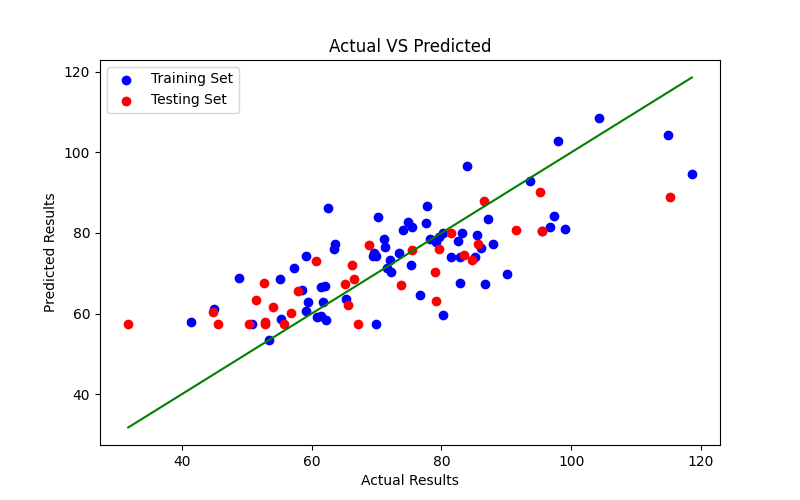 Actual VS Predicted
Training Set
Testing Set
Predicted Results
120
100
80
60
40
40 60 80 100 120
Actual Results